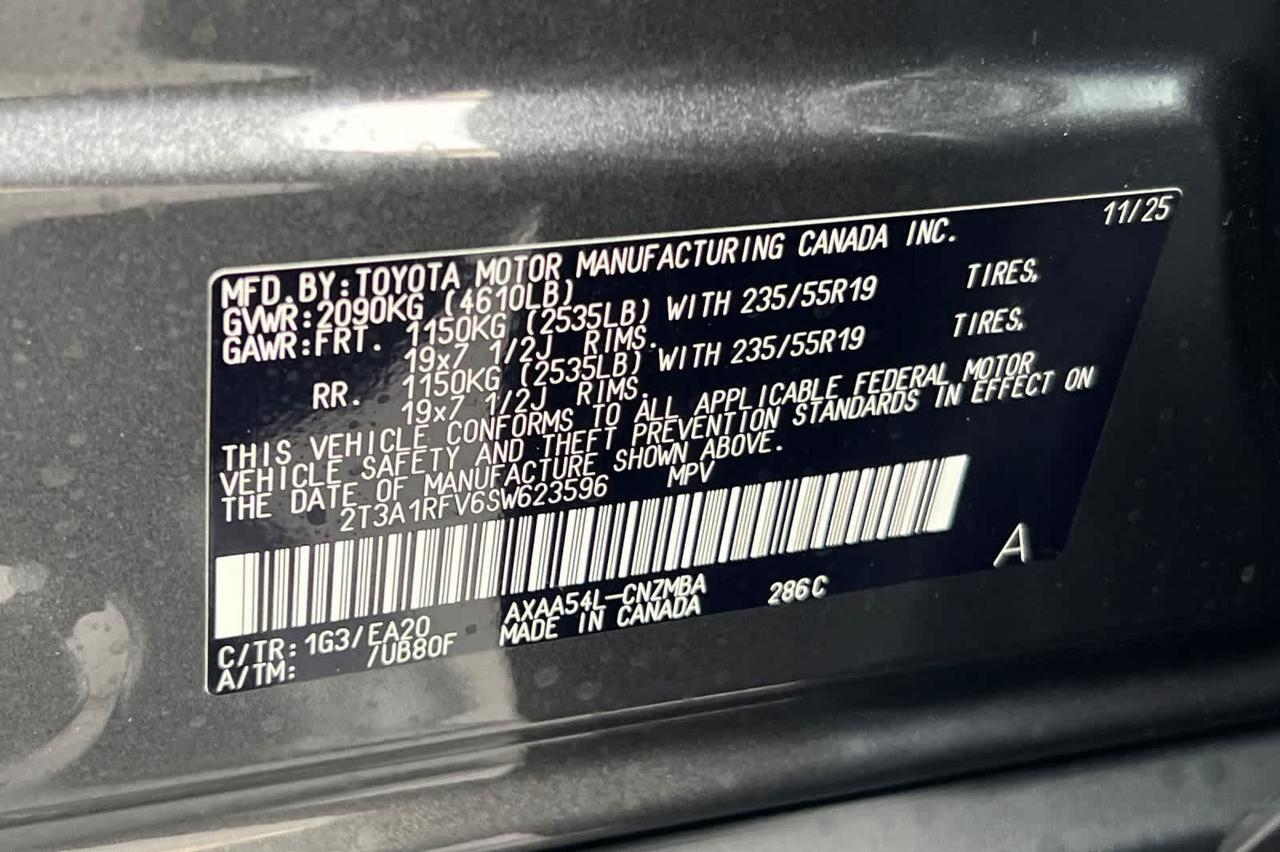 11/25
MFD.BY:TOYOTA MOTOR MANUFACTURING CANADA INC.
GVWR:2090KG (4610LB)
GAWR:FRT. 1150KG (2535LB) WITH 235/55R19 TIRES,
19x7 1/2J RIMS.
RR. 1150KG (2535LB) WITH 235/55R19 TIRES,
19x7 1/2J RIMS.
THIS VEHICLE CONFORMS TO ALL APPLICABLE FEDERAL MOTOR
VEHICLE SAFETY AND THEFT PREVENTION STANDARDS IN EFFECT ON
THE DATE OF MANUFACTURE SHOWN ABOVE.
2T3A1RFV6SW623596 MPV
A
AXAA54L-CNZMBA 286C
C/TR:1G3/EA20 MADE IN CANADA
A/TM: /UB80F